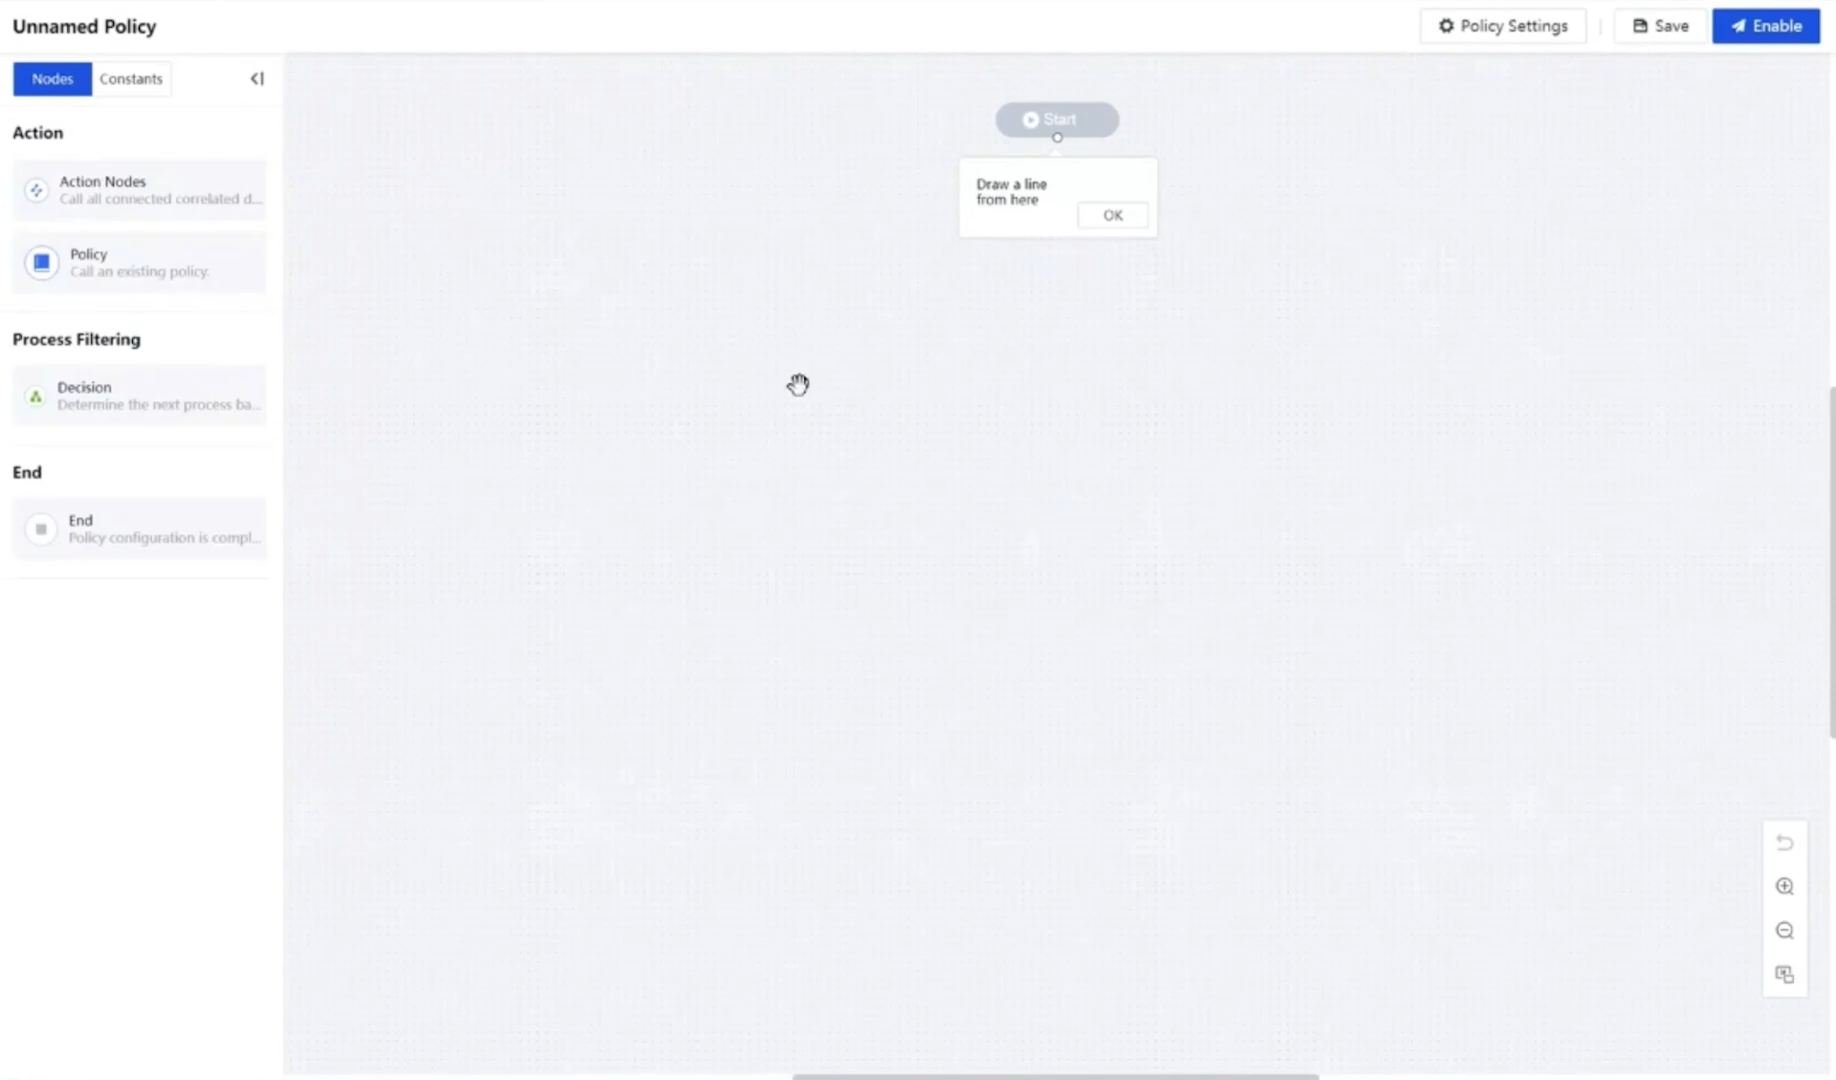 Unnamed Policy
Policy Settings
Save
Enable
Nodes
Constants
Action
Action Nodes
Call all connected correlated d...
Policy
Call an existing policy.
Process Filtering
Decision
Determine the next process ba...
End
End
Policy configuration is compl...
Start
Draw a line
from here
OK